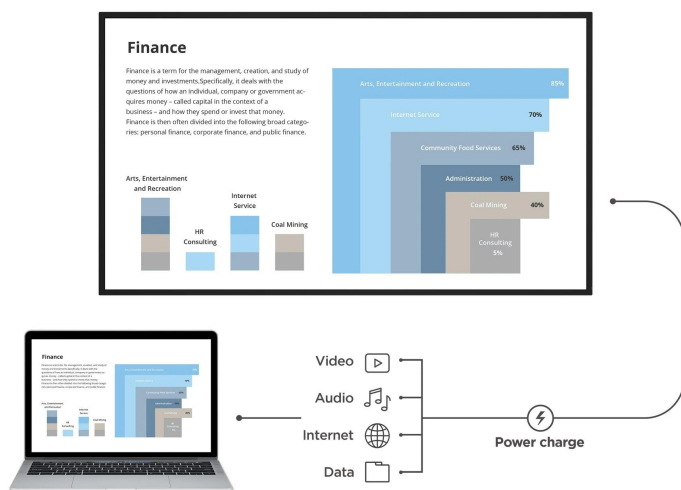 Finance
Finance is a term for the management, creation, and study of
money and investments.Specifically, it deals with the
questions of how an individual, company or government ac-
quires money – called capital in the context of a
business – and how they spend or invest that money.
Finance is then often divided into the following broad catego-
ries; personal finance, corporate finance, and public finance.
Arts, Entertainment
and Recreation
HR
Consulting
Internet
Service
Coal Mining
Arts, Entertainment and Recreation 85%
Internet Service 70%
Community Food Services 65%
Administration 50%
Coal Mining 40%
HR
Consulting
5%
Finance
Video
Audio
Internet
Data
Power charge